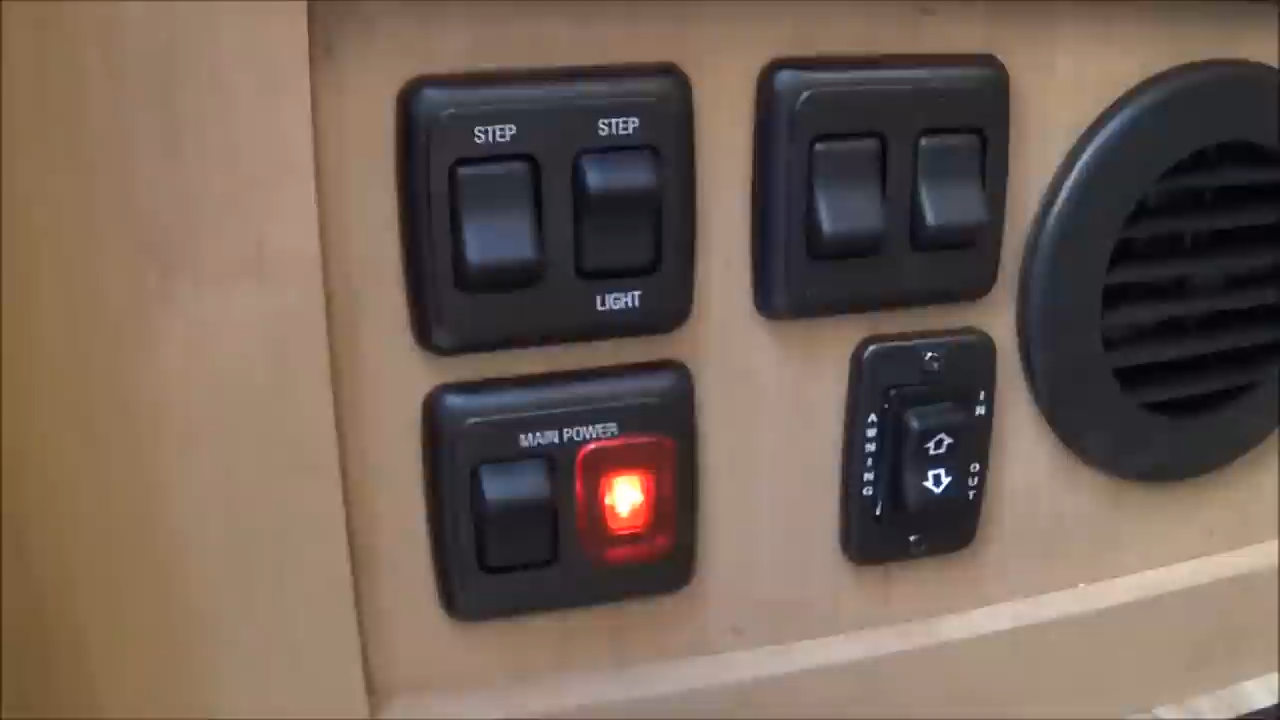 STEP
STEP
LIGHT
MAIN POWER
AWNING
IN
OUT